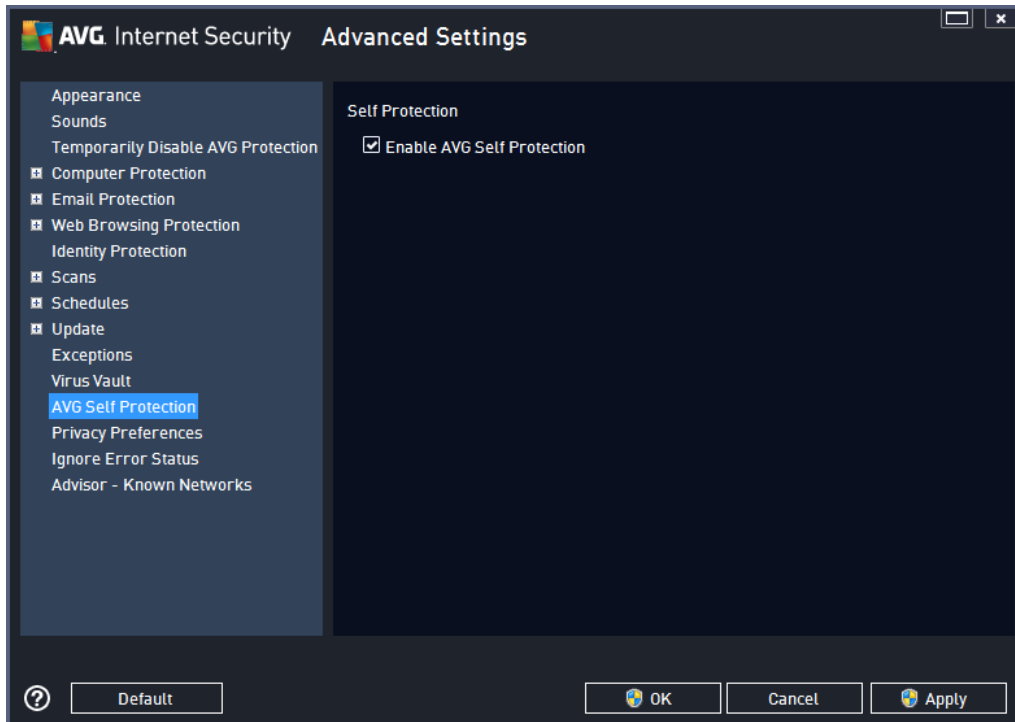 AVG. Internet Security Advanced Settings
Appearance
Sounds
Temporarily Disable AVG Protection
Computer Protection
Email Protection
Web Browsing Protection
Identity Protection
Scans
Schedules
Update
Exceptions
Virus Vault
AVG Self Protection
Privacy Preferences
Ignore Error Status
Advisor - Known Networks
Self Protection
Enable AVG Self Protection
? Default OK Cancel Apply